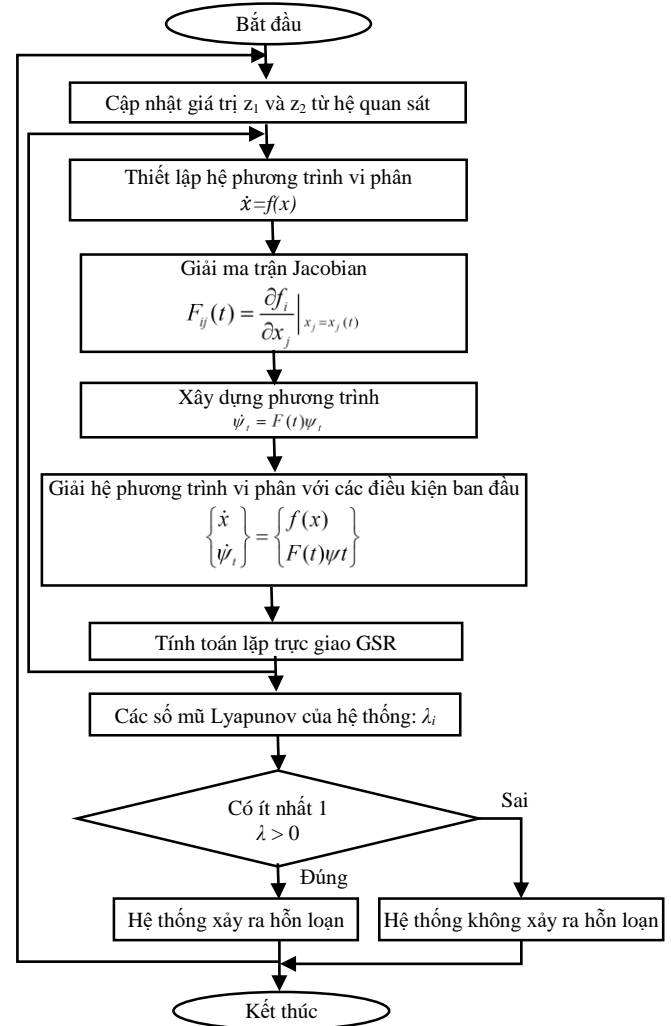 Bắt đầu
Cập nhật giá trị z₁ và z₂ từ hệ quan sát
Thiết lập hệ phương trình vi phân
ẋ=f(x)
Giải ma trận Jacobian
F_{ij}(t) = ∂f_i/∂x_j |_{x_j=x_j(t)}
Xây dựng phương trình
ψ̇_t = F(t)ψ_t
Giải hệ phương trình vi phân với các điều kiện ban đầu
{ẋ ψ̇_t} = {f(x) F(t)ψt}
Tính toán lặp trực giao GSR
Các số mũ Lyapunov của hệ thống: λ_i
Có ít nhất 1
λ > 0
Sai
Đúng
Hệ thống xảy ra hỗn loạn
Hệ thống không xảy ra hỗn loạn
Kết thúc